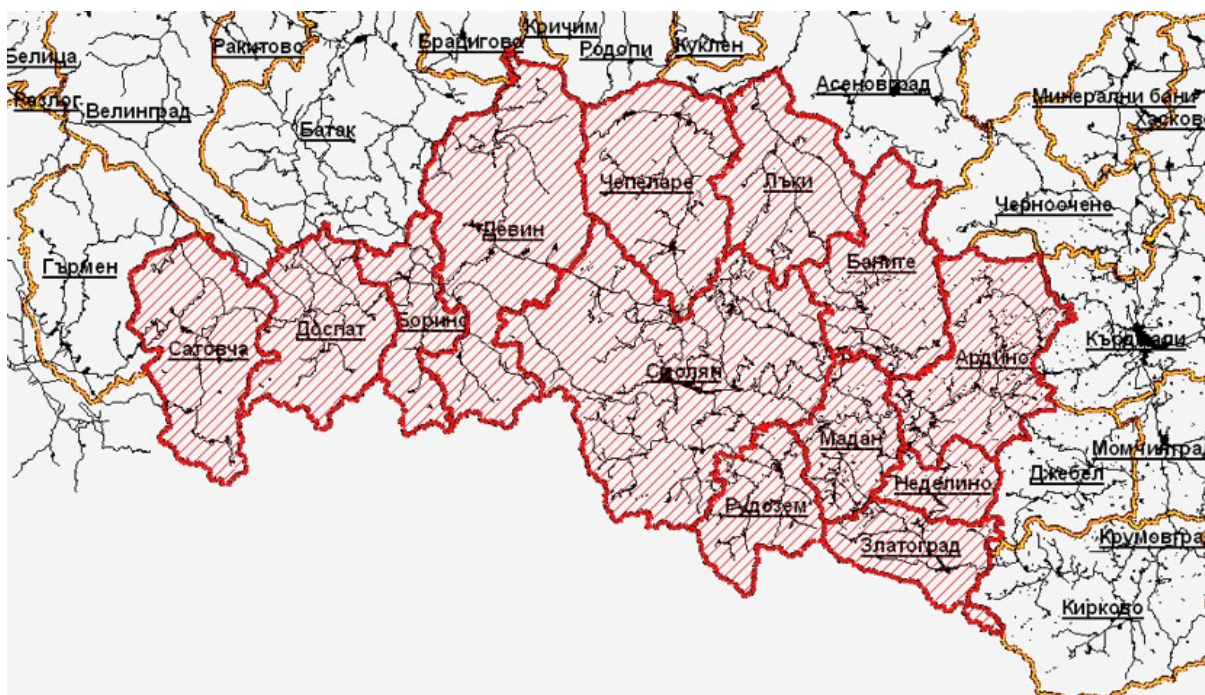 Кричим
Брацигово
Родопи
Куклен
Ракитово
Белица
Асеновград
Минерални бани
Разлог
Велинград
Хасково
Батак
Чепеларе
Лъки
Черноочене
Девин
Гърмен
Баните
Борино
Доспат
Кърджали
Сатовча
Ардино
Смолян
Мадан
Момчилград
Джебел
Неделино
Рудозем
Крумовград
Златоград
Кирково